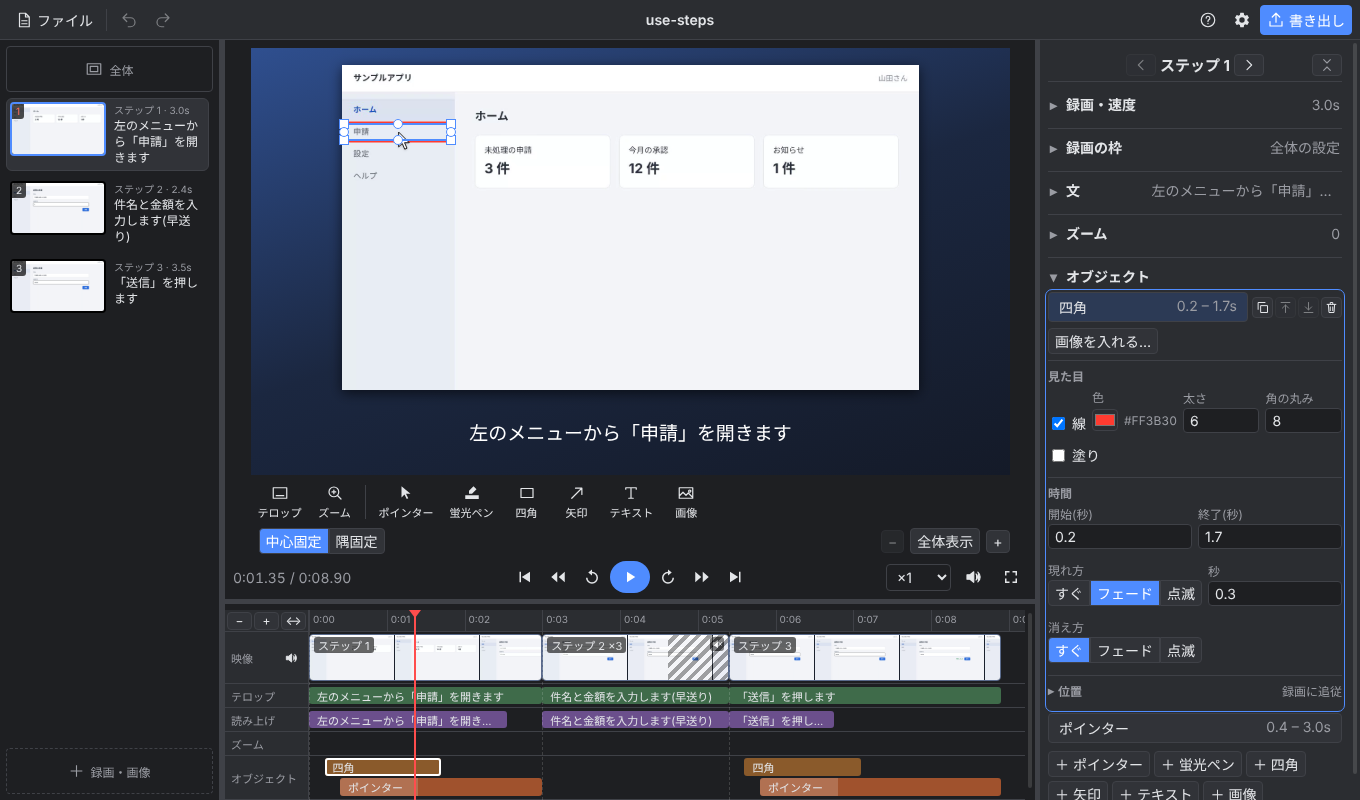 ファイル
use-steps
書き出し
全体
1
ステップ 1 · 3.0s
左のメニューから「申請」を開きます
2
ステップ 2 · 2.4s
件名と金額を入力します(早送り)
3
ステップ 3 · 3.5s
「送信」を押します
録画・画像
サンプルアプリ
山田さん
ホーム
申請
設定
ヘルプ
ホーム
未処理の申請
3 件
今月の承認
12 件
お知らせ
1 件
左のメニューから「申請」を開きます
テロップ
ズーム
ポインター
蛍光ペン
四角
矢印
テキスト
画像
中心固定
隅固定
全体表示
0:01.35 / 0:08.90
×1
0:00
0:01
0:02
0:03
0:04
0:05
0:06
0:07
0:08
映像
ステップ 1
ステップ 2 ×3
ステップ 3
テロップ
左のメニューから「申請」を開きます
件名と金額を入力します(早送り)
「送信」を押します
読み上げ
左のメニューから「申請」を開き...
件名と金額を入力します(早送り)
「送信」を押し...
ズーム
オブジェクト
四角
四角
ポインター
ポインター
ステップ 1
録画・速度
3.0s
録画の枠
全体の設定
文
左のメニューから「申請」...
ズーム
0
オブジェクト
四角
0.2 – 1.7s
画像を入れる...
見た目
色
太さ
角の丸み
線
#FF3B30
6
8
塗り
時間
開始(秒)
終了(秒)
0.2
1.7
現れ方
秒
すぐ
フェード
点滅
0.3
消え方
すぐ
フェード
点滅
位置
録画に追従
ポインター
0.4 – 3.0s
ポインター
蛍光ペン
四角
矢印
テキスト
画像